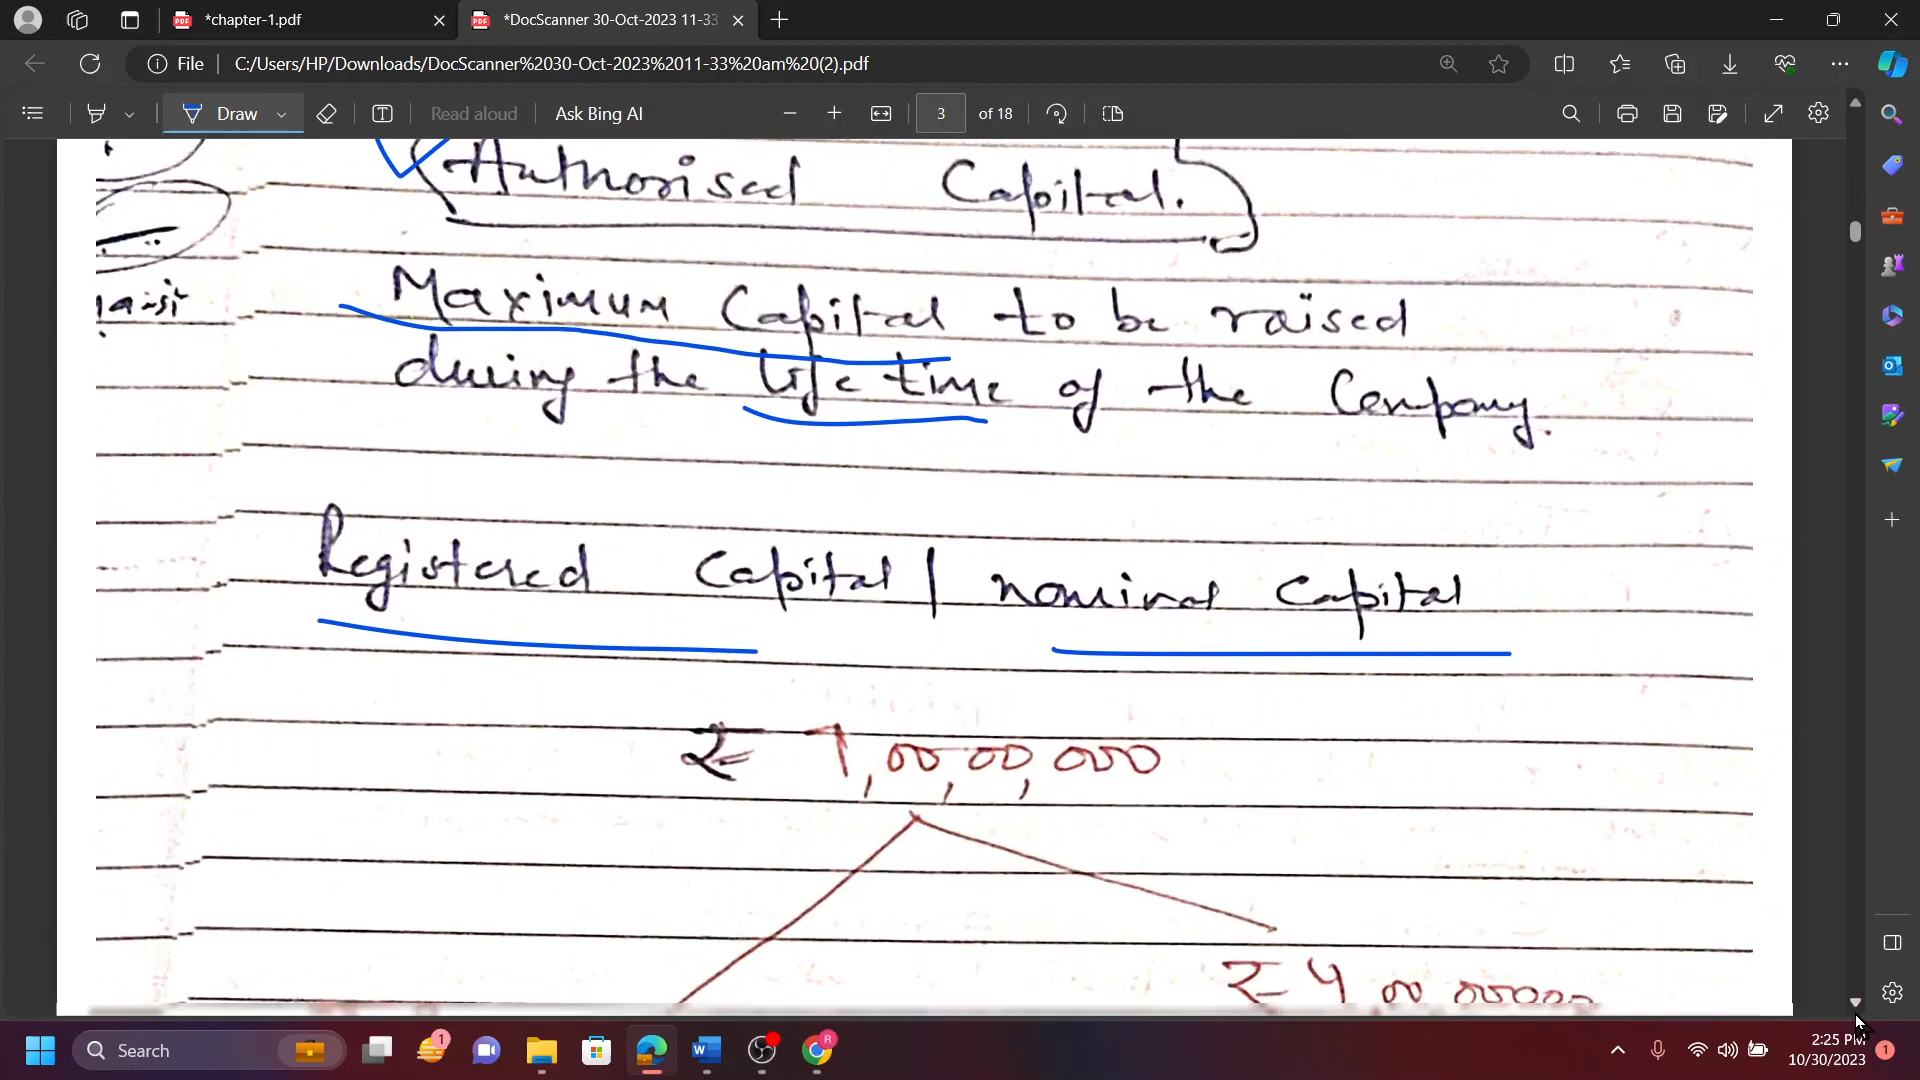 *chapter-1.pdf
*DocScanner 30-Oct-2023 11-33
File
C:/Users/HP/Downloads/DocScanner%2030-Oct-2023%2011-33%20am%20(2).pdf
Draw
Read aloud
Ask Bing AI
3 of 18
Authorised Capital.
Maximum Capital to be raised
during the life time of the Company.
Registered Capital | nominal Capital
₹ 1,00,00,000
Search
1
2:25 PM
10/30/2023
1